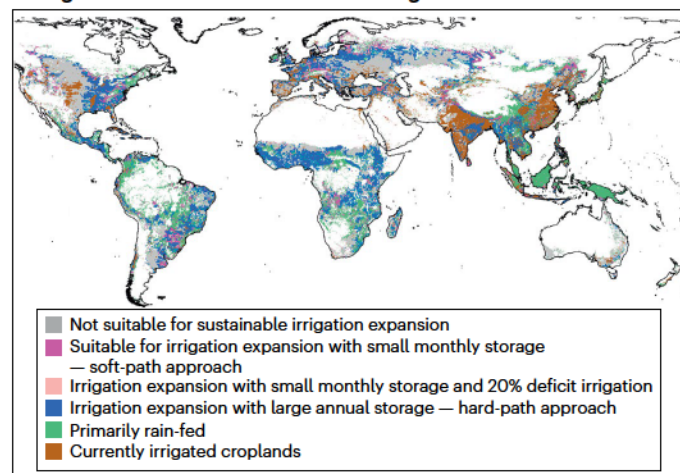 Not suitable for sustainable irrigation expansion
Suitable for irrigation expansion with small monthly storage
— soft-path approach
Irrigation expansion with small monthly storage and 20% deficit irrigation
Irrigation expansion with large annual storage — hard-path approach
Primarily rain-fed
Currently irrigated croplands